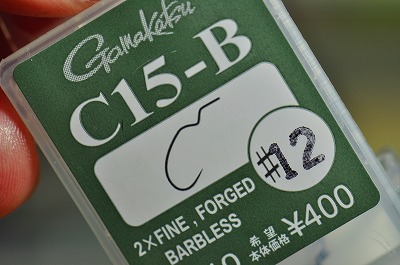 Gamakatsu
C15-B
#12
2×FINE, FORGED
BARBLESS
希望
本体価格 ¥400